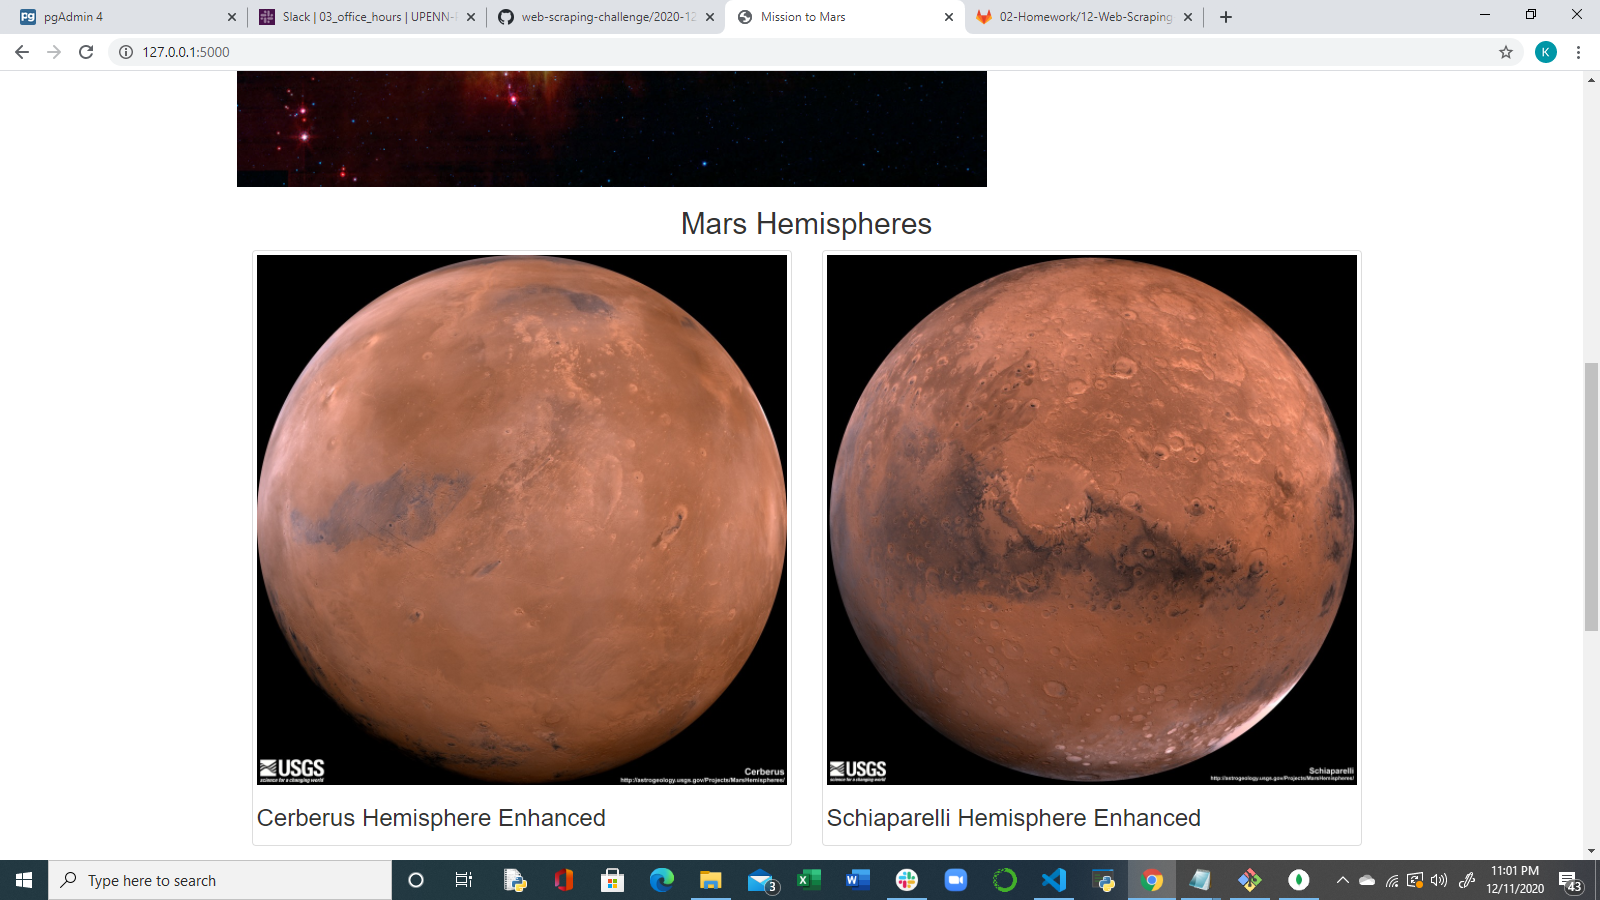 pgAdmin 4
Slack | 03_office_hours | UPENN-
web-scraping-challenge/2020-12
Mission to Mars
02-Homework/12-Web-Scraping
127.0.0.1:5000
K
Mars Hemispheres
USGS
science for a changing world
Cerberus
http://astrogeology.usgs.gov/Projects/MarsHemispheres/
Cerberus Hemisphere Enhanced
USGS
science for a changing world
Schiaparelli
http://astrogeology.usgs.gov/Projects/MarsHemispheres/
Schiaparelli Hemisphere Enhanced
Type here to search
3
11:01 PM
12/11/2020
43